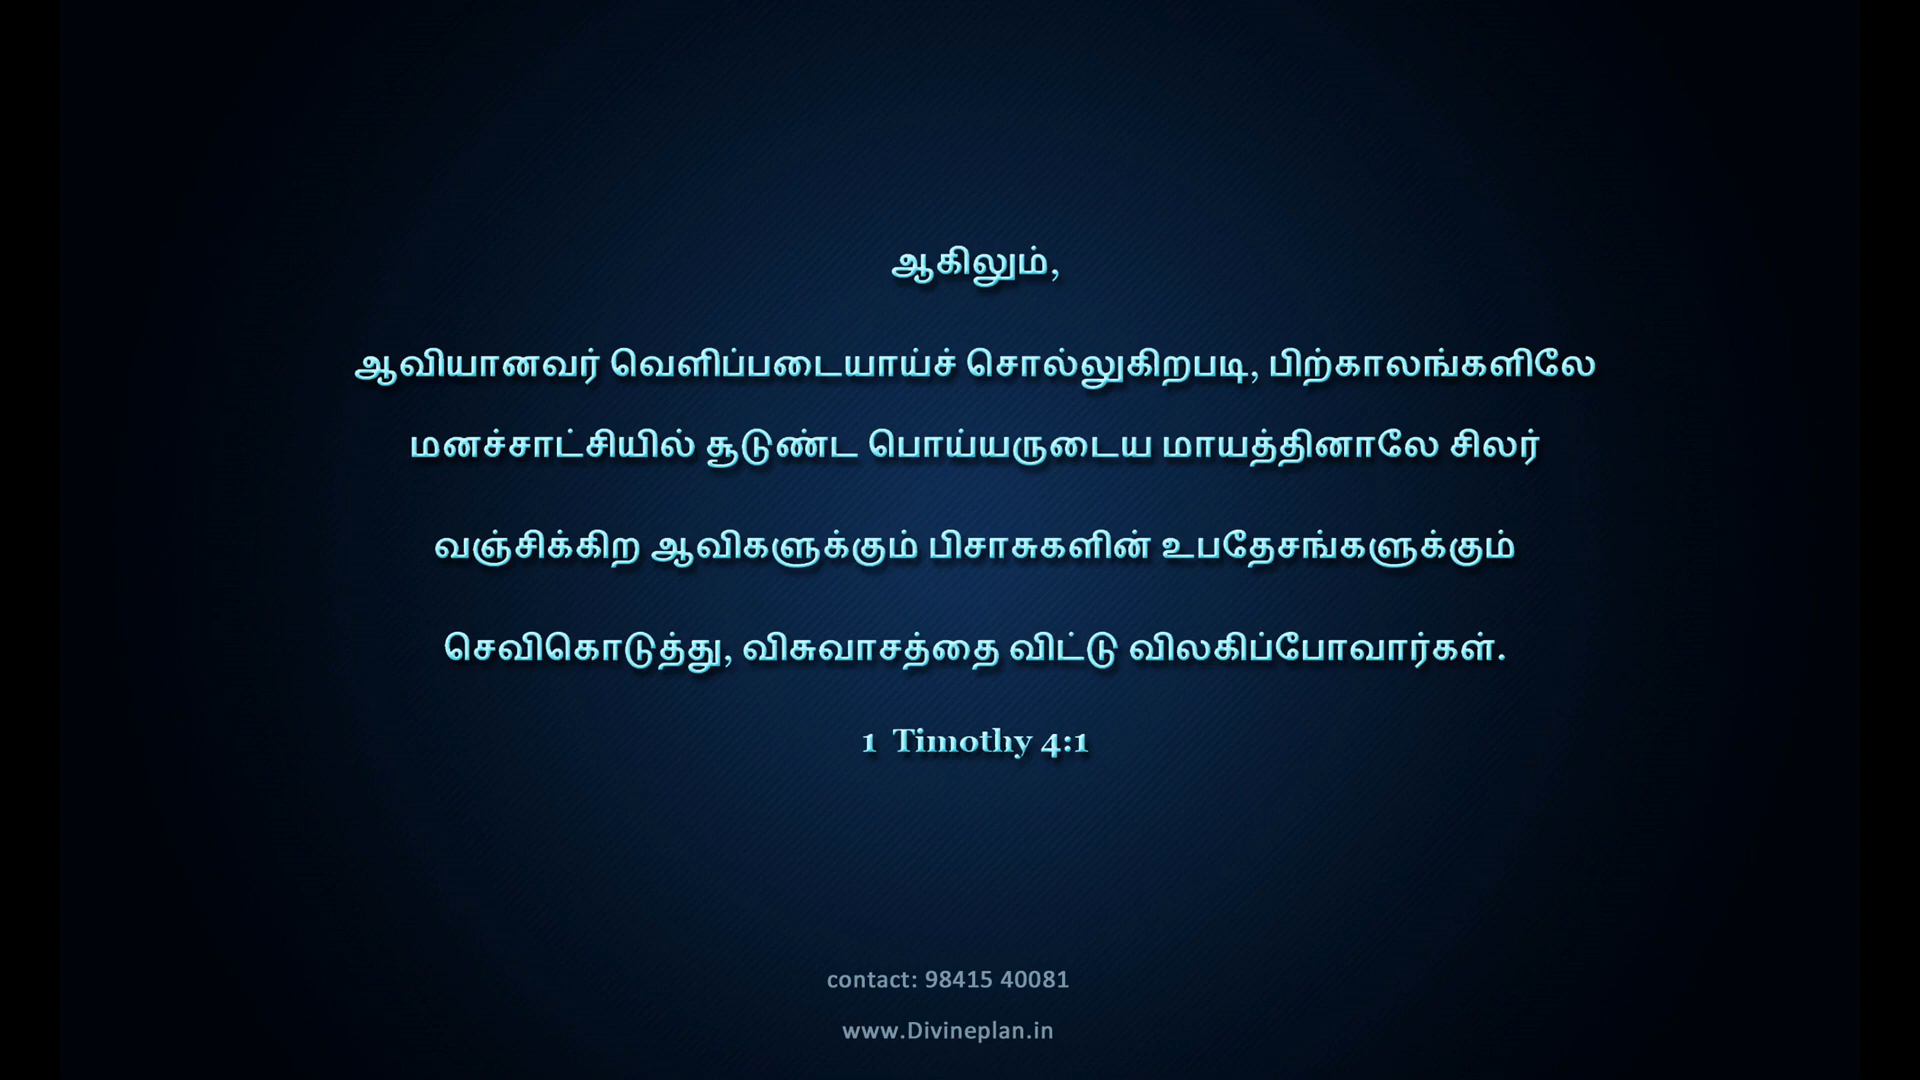 ஆகிலும்,
ஆவியானவர் வெளிப்படையாய்ச் சொல்லுகிறபடி, பிற்காலங்களிலே
மனச்சாட்சியில் சூடுண்ட பொய்யருடைய மாயத்தினாலே சிலர்
வஞ்சிக்கிற ஆவிகளுக்கும் பிசாசுகளின் உபதேசங்களுக்கும்
செவிகொடுத்து, விசுவாசத்தை விட்டு விலகிப்போவார்கள்.
1 Timothy 4:1
contact: 98415 40081
www.Divineplan.in